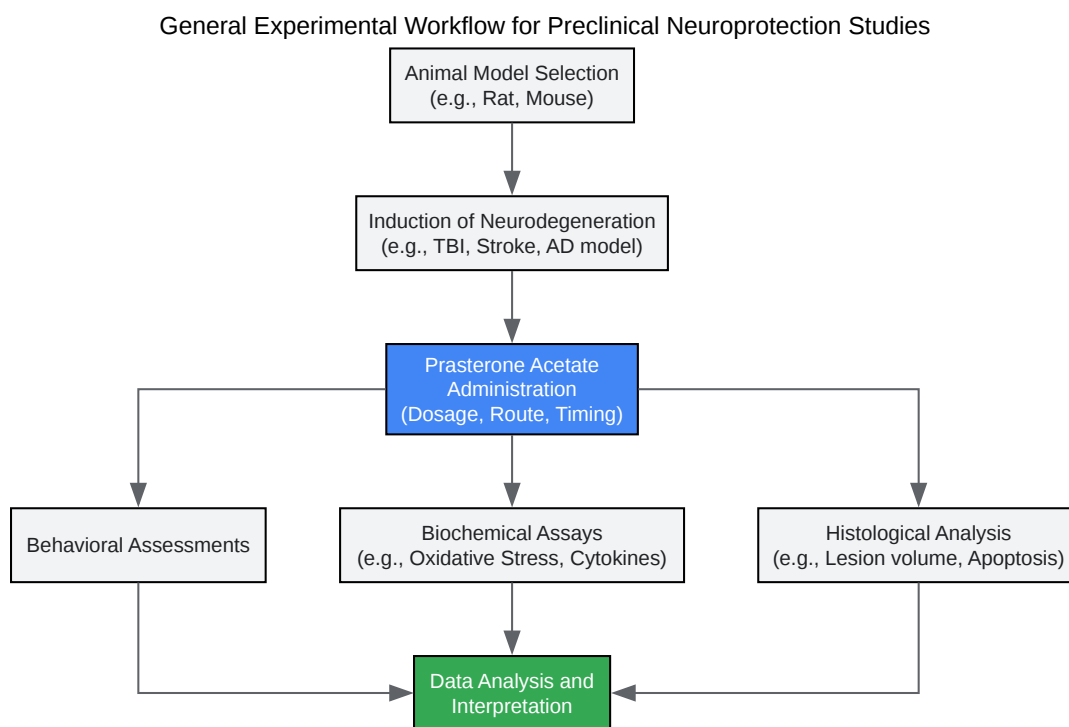 General Experimental Workflow for Preclinical Neuroprotection Studies
Animal Model Selection
(e.g., Rat, Mouse)
Induction of Neurodegeneration
(e.g., TBI, Stroke, AD model)
Prasterone Acetate
Administration
(Dosage, Route, Timing)
Behavioral Assessments
Biochemical Assays
(e.g., Oxidative Stress, Cytokines)
Histological Analysis
(e.g., Lesion volume, Apoptosis)
Data Analysis and
Interpretation